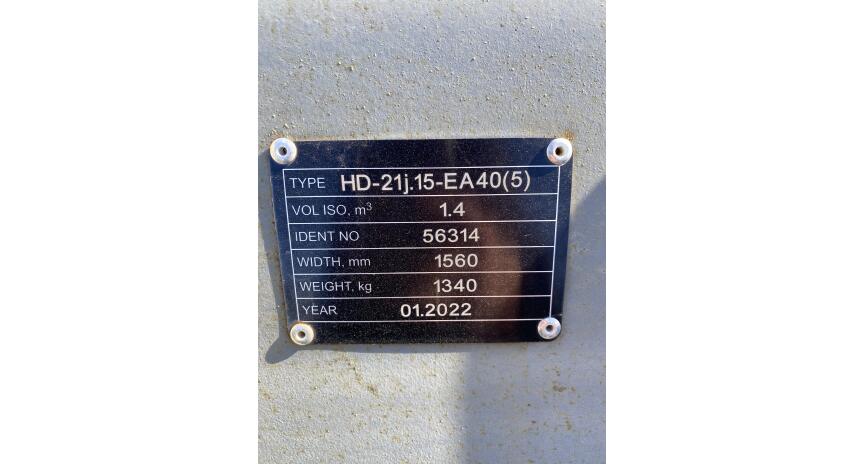 TYPE HD-21j.15-EA40(5)
VOL ISO, m³ 1.4
IDENT NO 56314
WIDTH, mm 1560
WEIGHT, kg 1340
YEAR 01.2022